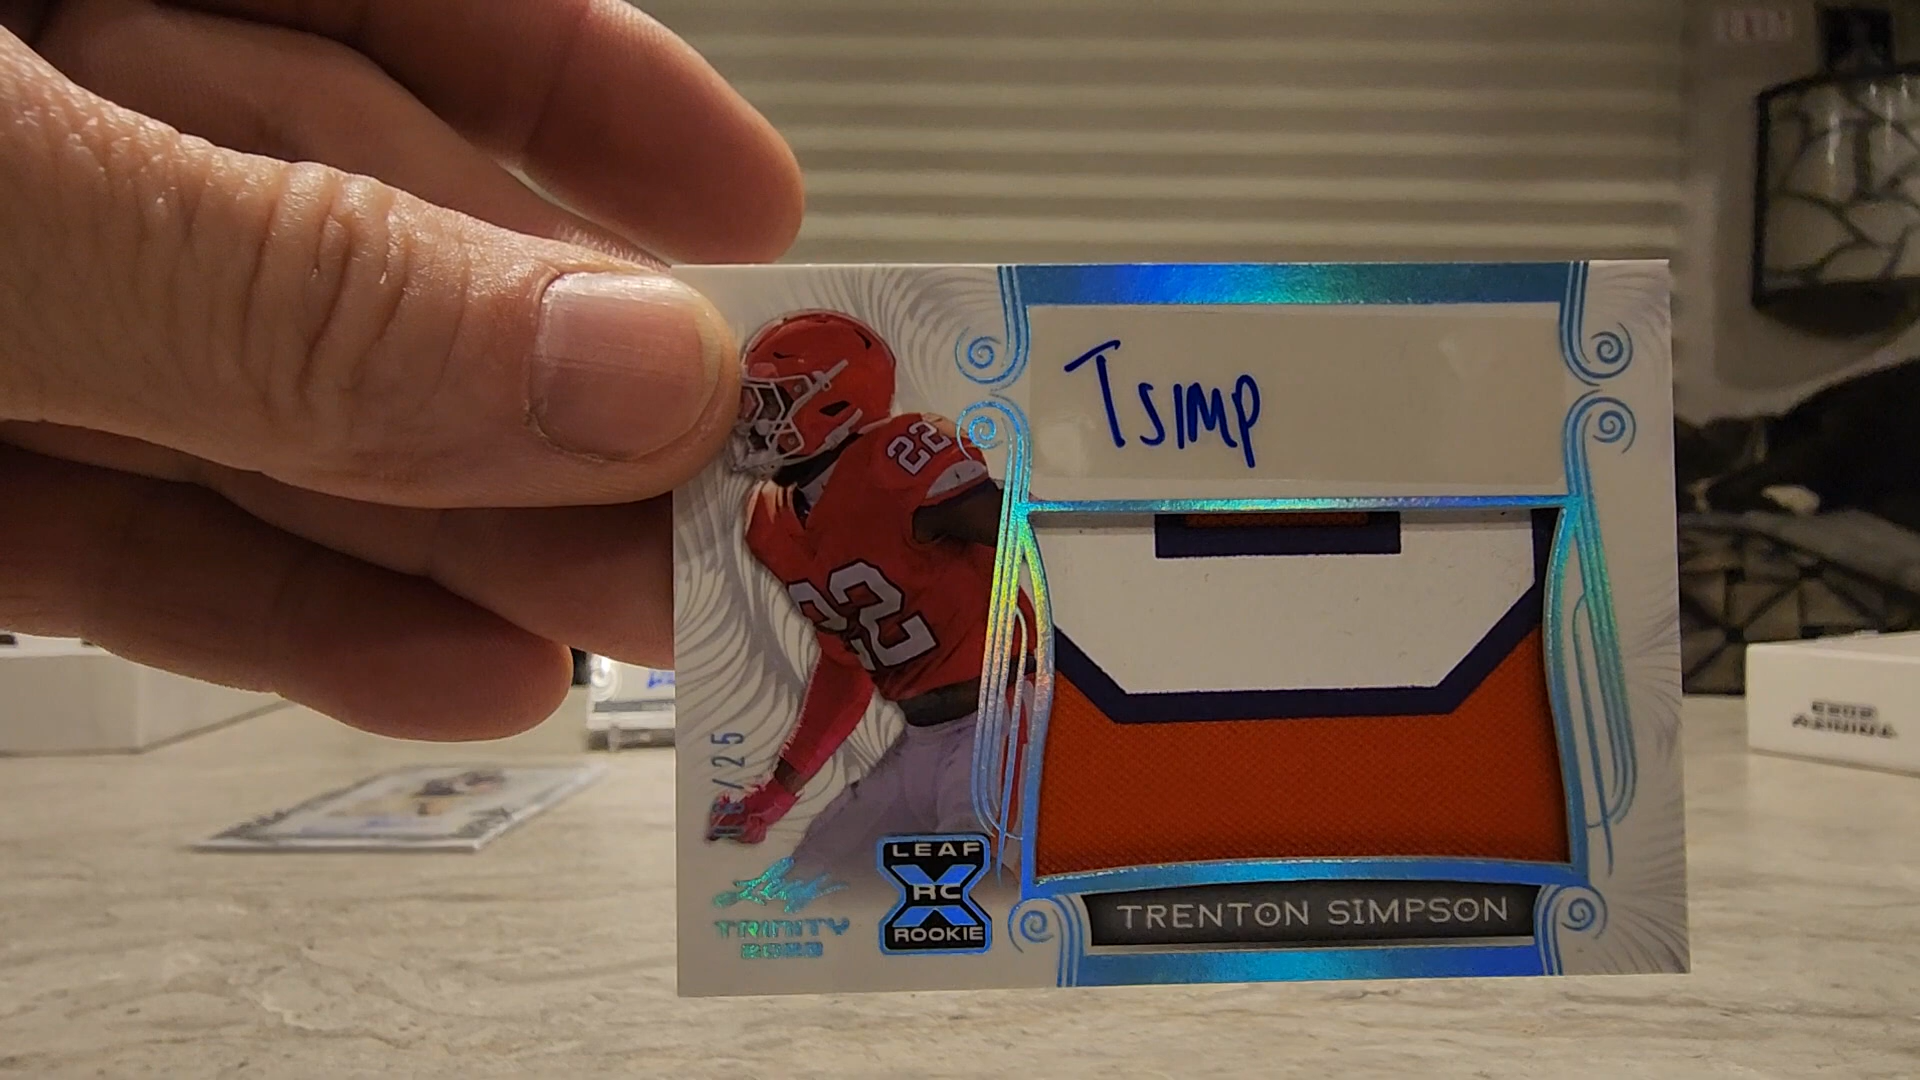 Tsimp
22
22
/25
LEAF
RC
ROOKIE
Leaf
TRINITY
TRENTON SIMPSON